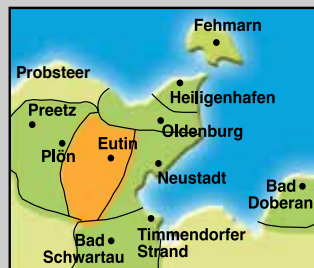 Fehmarn
Probsteer
Heiligenhafen
Preetz
Oldenburg
Plön
Eutin
Neustadt
Bad
Doberan
Timmendorfer
Strand
Bad
Schwartau